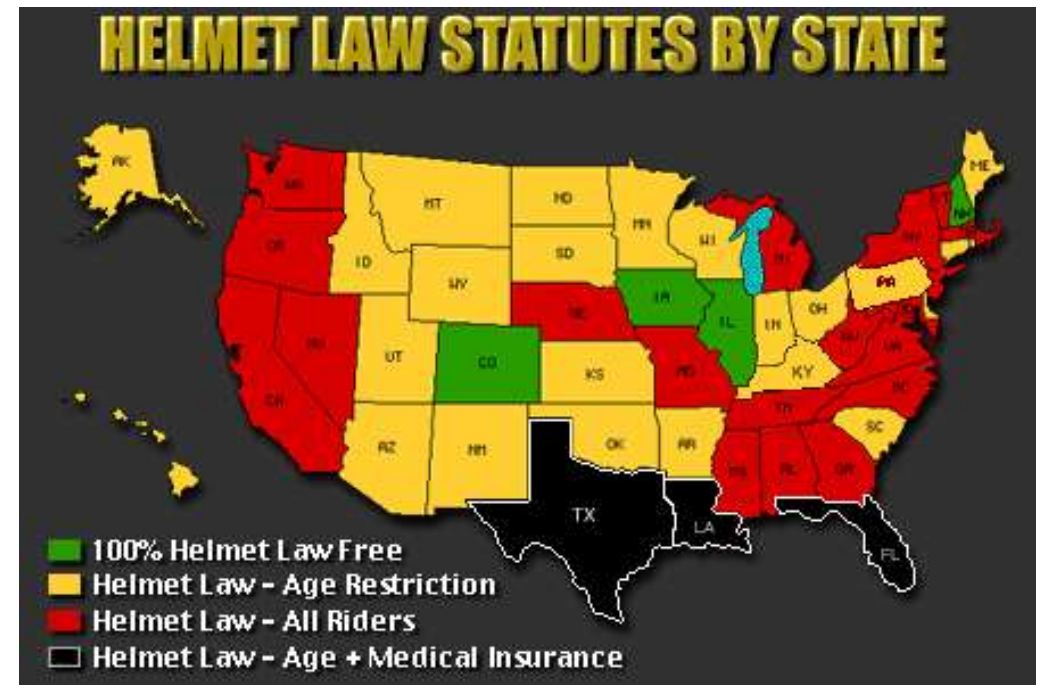 HELMET LAW STATUTES BY STATE
AK
WA
MT
ND
MN
ME
OR
ID
SD
WI
MI
NY
VT
NH
WY
IA
PA
NE
IL
IN
OH
NV
UT
CO
KS
MO
KY
WV
VA
CA
TN
NC
AZ
NM
OK
AR
SC
MS
AL
GA
TX
LA
FL
100% Helmet Law Free
Helmet Law - Age Restriction
Helmet Law - All Riders
Helmet Law - Age + Medical Insurance